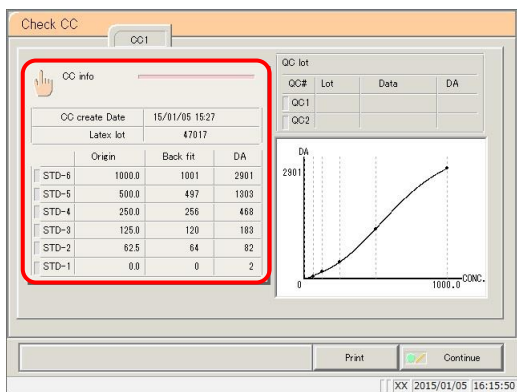 Check CC
CC1
CC info
CC create Date 15/01/05 15:27
Latex lot 47017
Origin Back fit DA
STD-6 1000.0 1001 2901
STD-5 500.0 497 1303
STD-4 250.0 256 468
STD-3 125.0 120 183
STD-2 62.5 64 82
STD-1 0.0 0 2
QC lot
QC# Lot Data DA
QC1
QC2
DA
2901
0 1000.0 CONC.
Print Continue
XX 2015/01/05 16:15:50